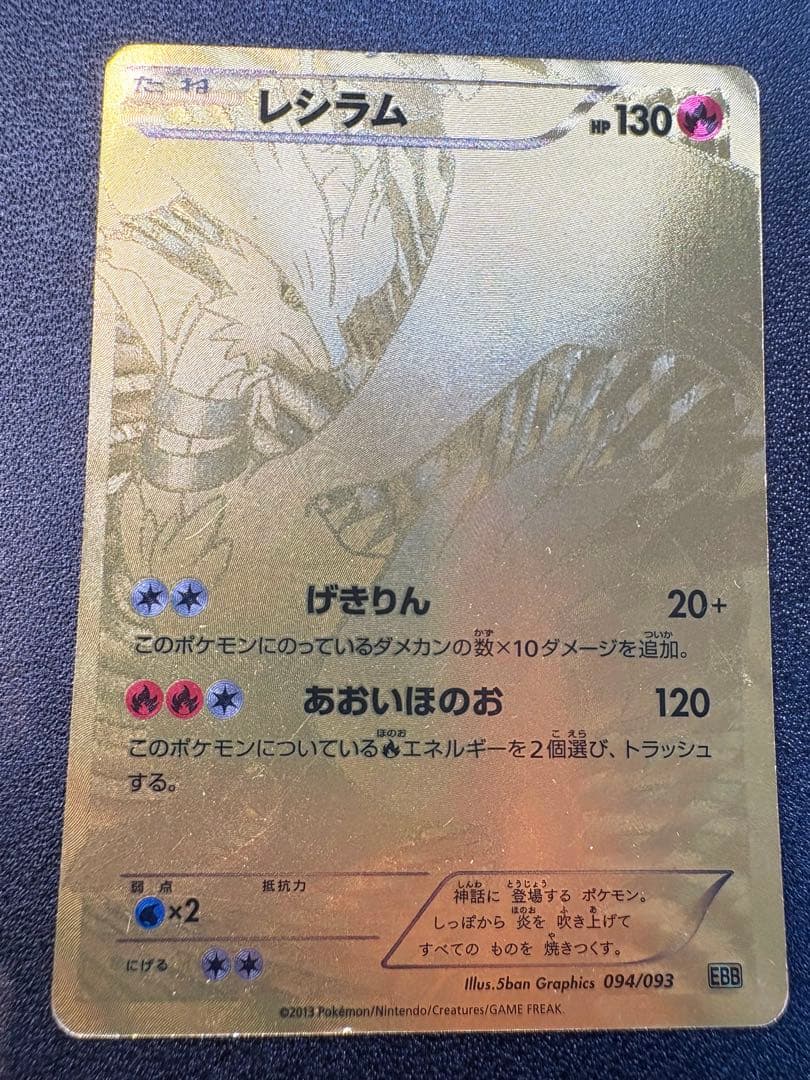 たね レシラム HP 130
げきりん 20+
このポケモンにのっているダメカンの数×10ダメージを追加。
あおいほのお 120
このポケモンについているエネルギーを2個選び、トラッシュ
する。
弱点 抵抗力
×2
にげる
神話に 登場する ポケモン。
しっぽから 炎を 吹き上げて
すべての ものを 焼きつくす。
Illus.5ban Graphics 094/093 EBB
©2013 Pokémon/Nintendo/Creatures/GAME FREAK.